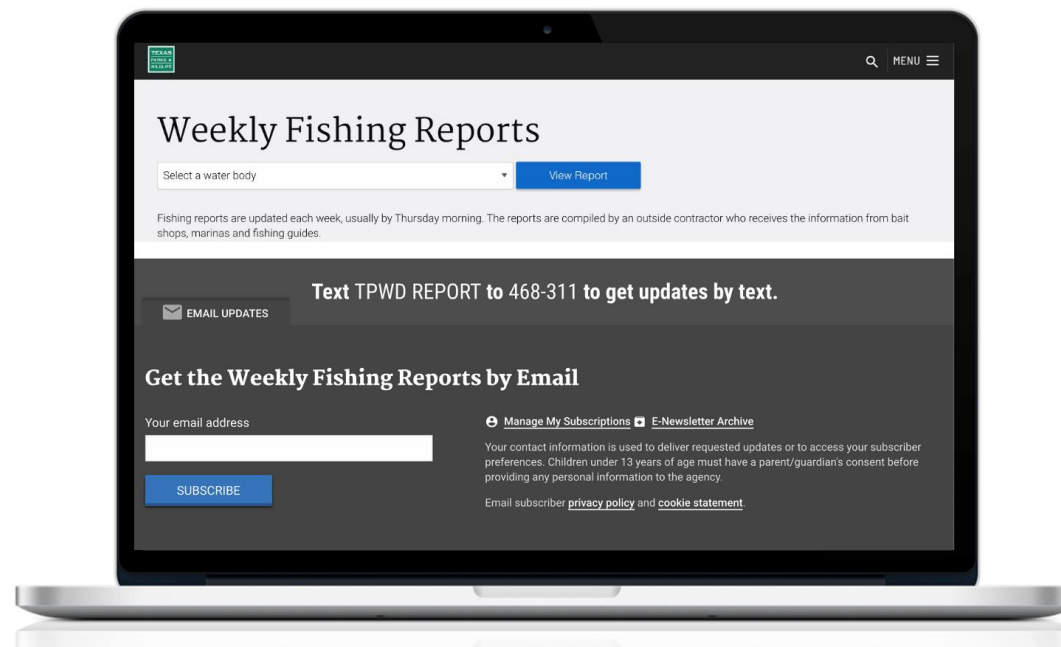 TEXAS
PARKS &
WILDLIFE
MENU
Weekly Fishing Reports
Select a water body
View Report
Fishing reports are updated each week, usually by Thursday morning. The reports are compiled by an outside contractor who receives the information from bait
shops, marinas and fishing guides.
Text TPWD REPORT to 468-311 to get updates by text.
EMAIL UPDATES
Get the Weekly Fishing Reports by Email
Your email address
Manage My Subscriptions E-Newsletter Archive
Your contact information is used to deliver requested updates or to access your subscriber
preferences. Children under 13 years of age must have a parent/guardian's consent before
providing any personal information to the agency.
SUBSCRIBE
Email subscriber privacy policy and cookie statement.